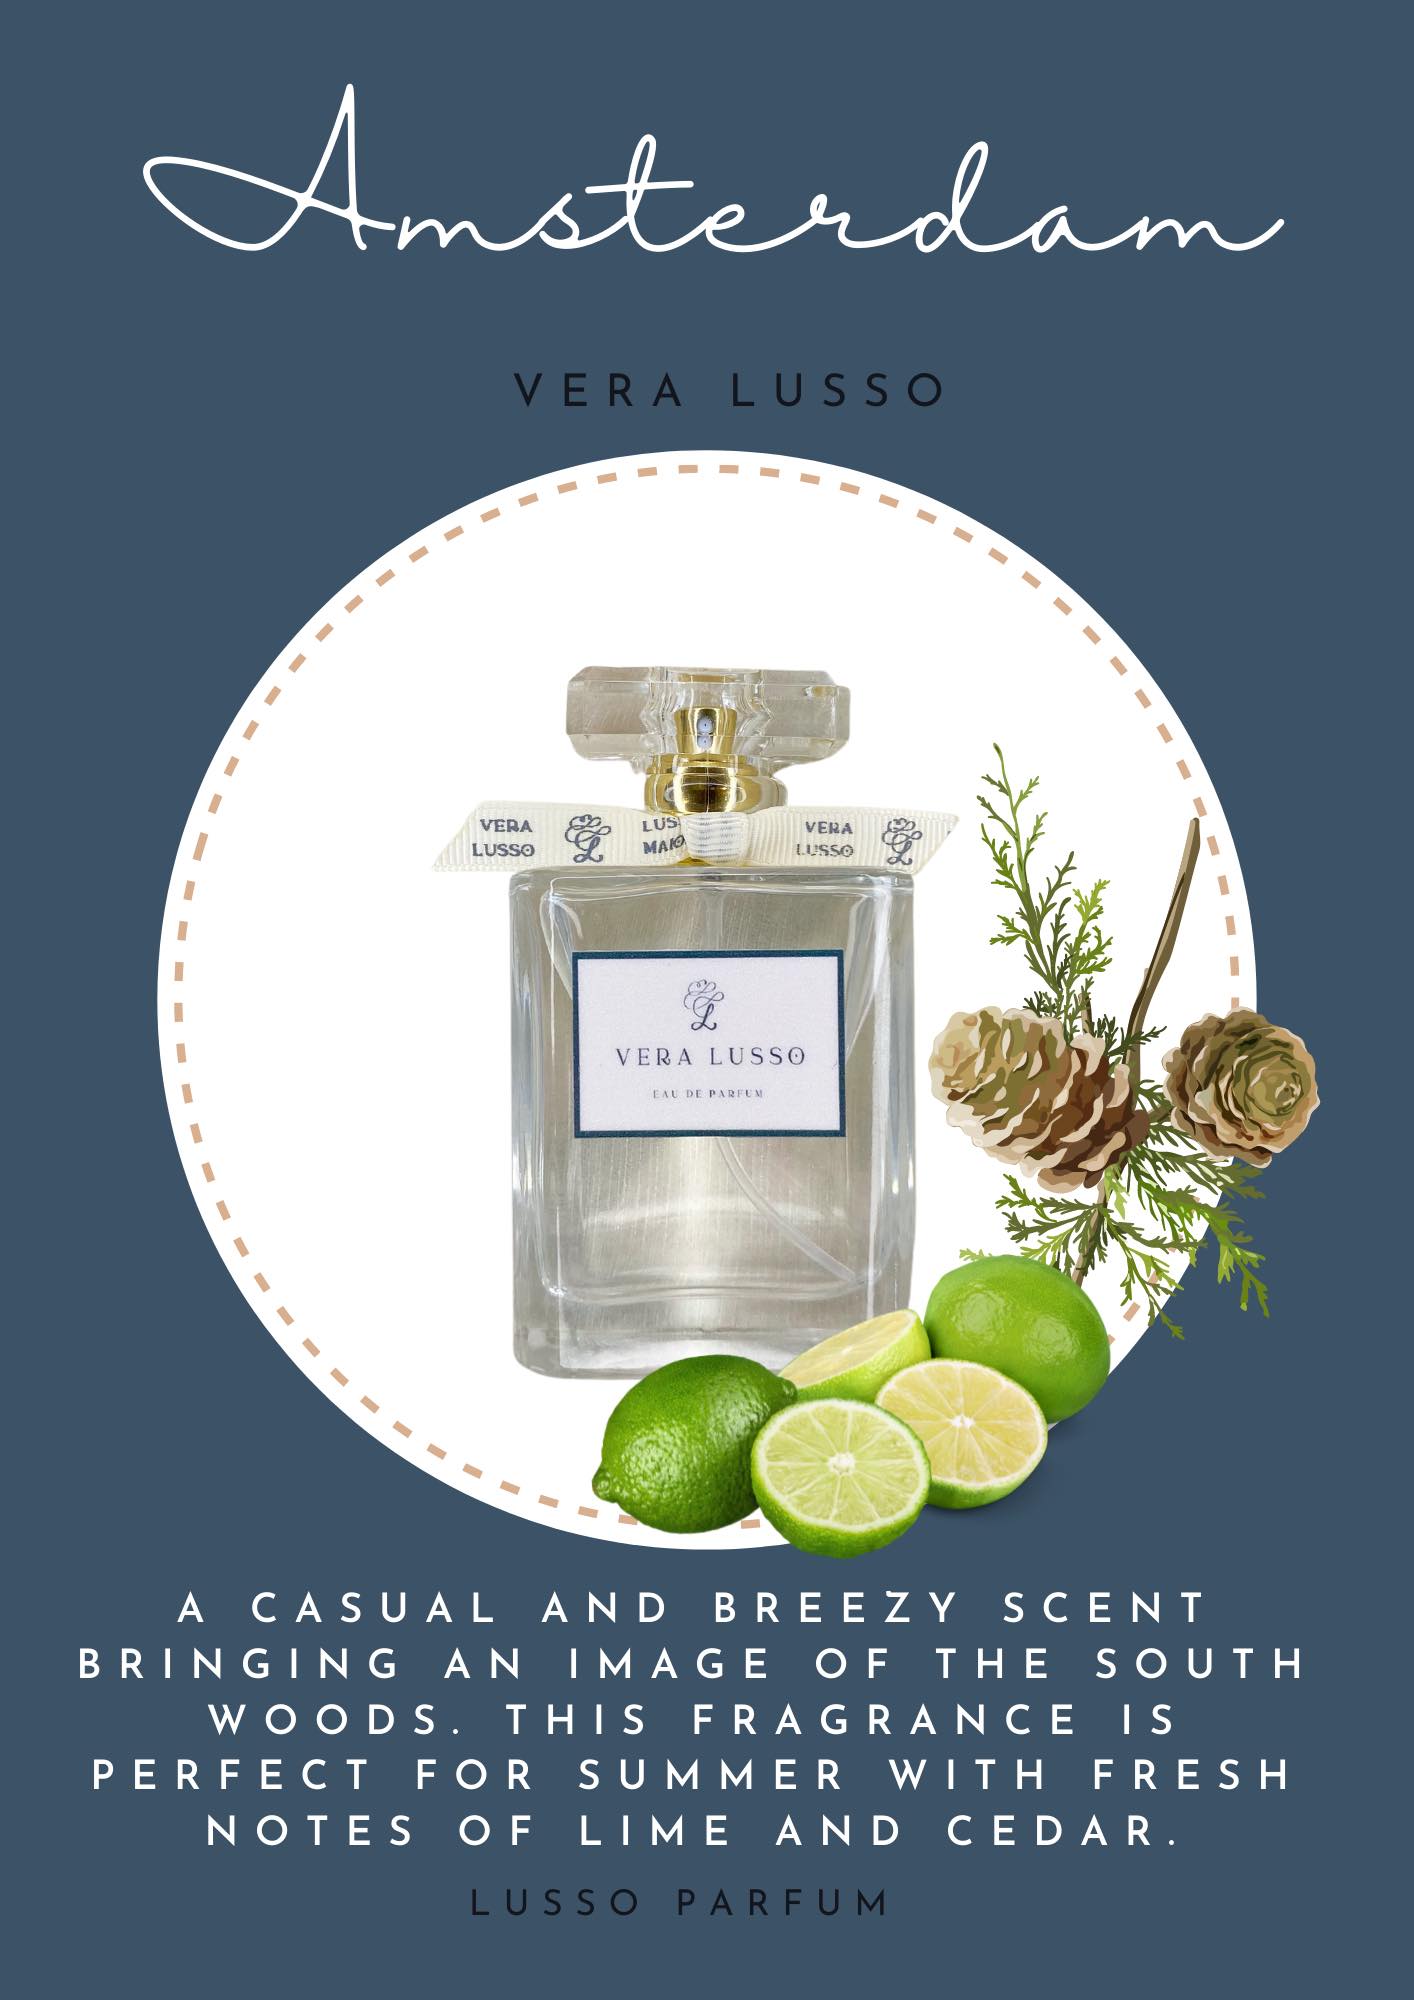 Amsterdam
VERA LUSSO
VERA
LUSSO
LUS
VERA
LUSSO
VERA LUSSO
EAU DE PARFUM
A CASUAL AND BREEZY SCENT
BRINGING AN IMAGE OF THE SOUTH
WOODS. THIS FRAGRANCE IS
PERFECT FOR SUMMER WITH FRESH
NOTES OF LIME AND CEDAR.
LUSSO PARFUM